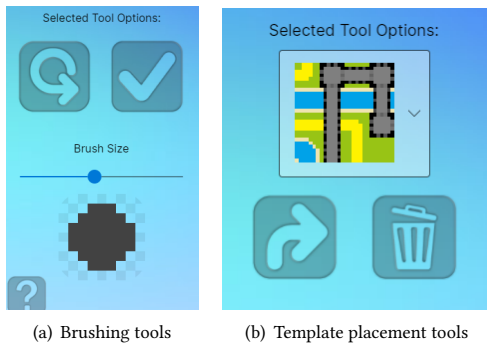 Selected Tool Options:
Brush Size
?
(a) Brushing tools
Selected Tool Options:
(b) Template placement tools